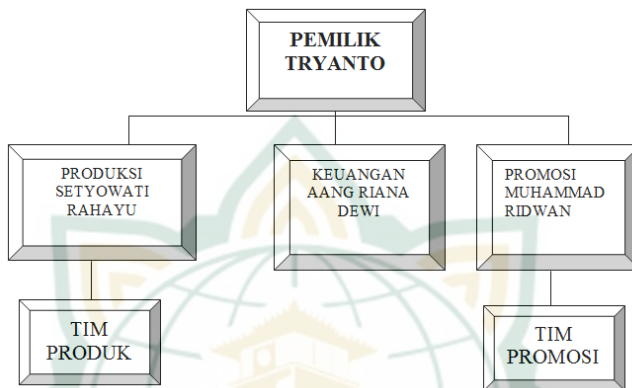 PEMILIK
TRYANTO
PRODUKSI
SETYOWATI
RAHAYU
KEUANGAN
AANG RIANA
DEWI
PROMOSI
MUHAMMAD
RIDWAN
TIM
PRODUK
TIM
PROMOSI